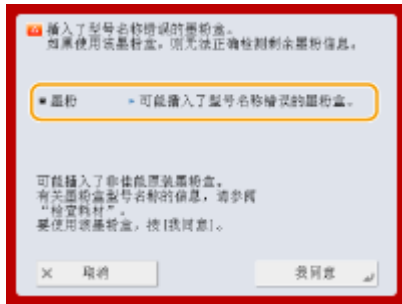 插入了型号名称错误的墨粉盒。
如果使用该墨粉盒，则无法正确检测剩余墨粉信息。
墨粉
可能插入了型号名称错误的墨粉盒。
可能插入了非佳能原装墨粉盒。
有关墨粉盒型号名称的信息，请参阅
“检查耗材”。
要使用该墨粉盒，按[我同意]。
取消
我同意